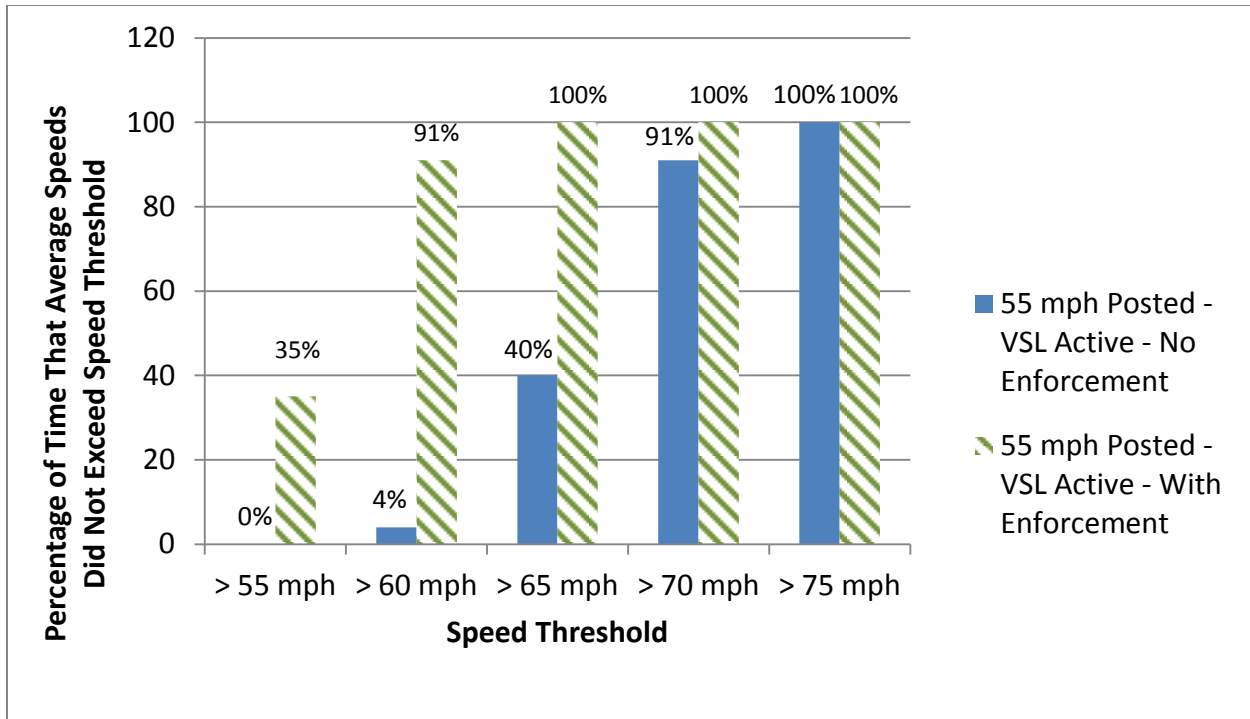 Percentage of Time That Average Speeds
Did Not Exceed Speed Threshold
120
100
80
60
40
20
0
0%
35%
4%
91%
40%
100%
91%
100%
100%
100%
> 55 mph
> 60 mph
> 65 mph
> 70 mph
> 75 mph
Speed Threshold
55 mph Posted -
VSL Active - No
Enforcement
55 mph Posted -
VSL Active - With
Enforcement